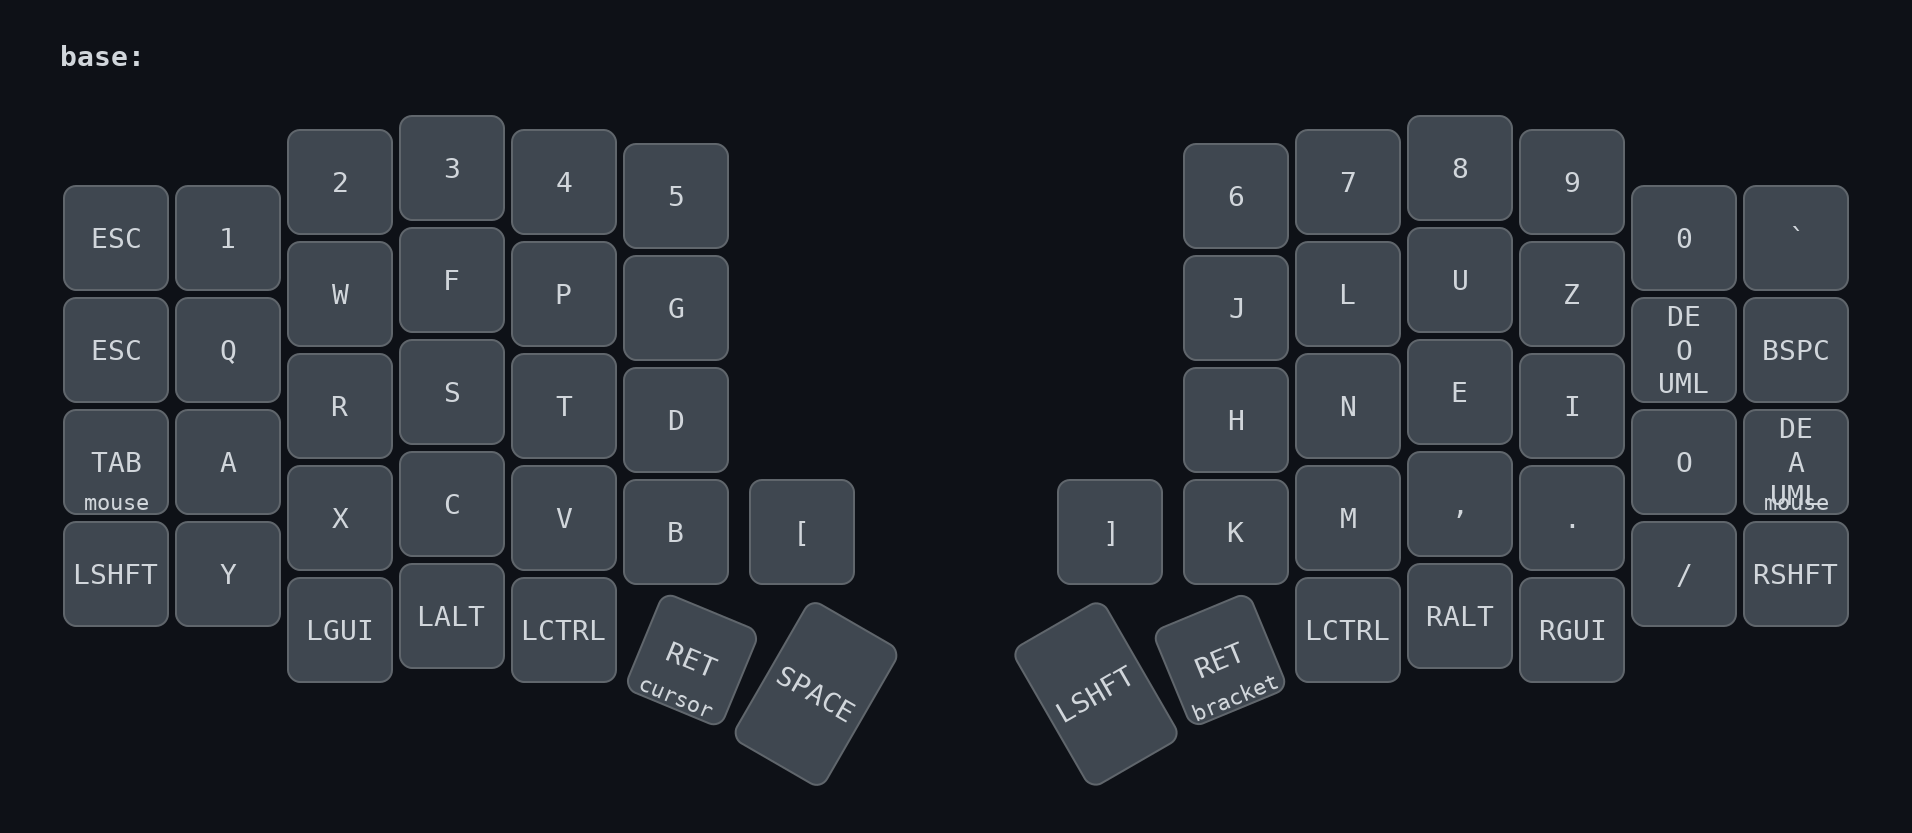 base:
ESC 1 2 3 4 5 6 7 8 9 0 `
ESC Q W F P G J L U Z DE O UML BSPC
TAB mouse A R S T D H N E I O DE A UML mouse
LSHFT Y X C V B [ ] K M , . / RSHFT
LGUI LALT LCTRL RET cursor SPACE LSHFT RET bracket LCTRL RALT RGUI